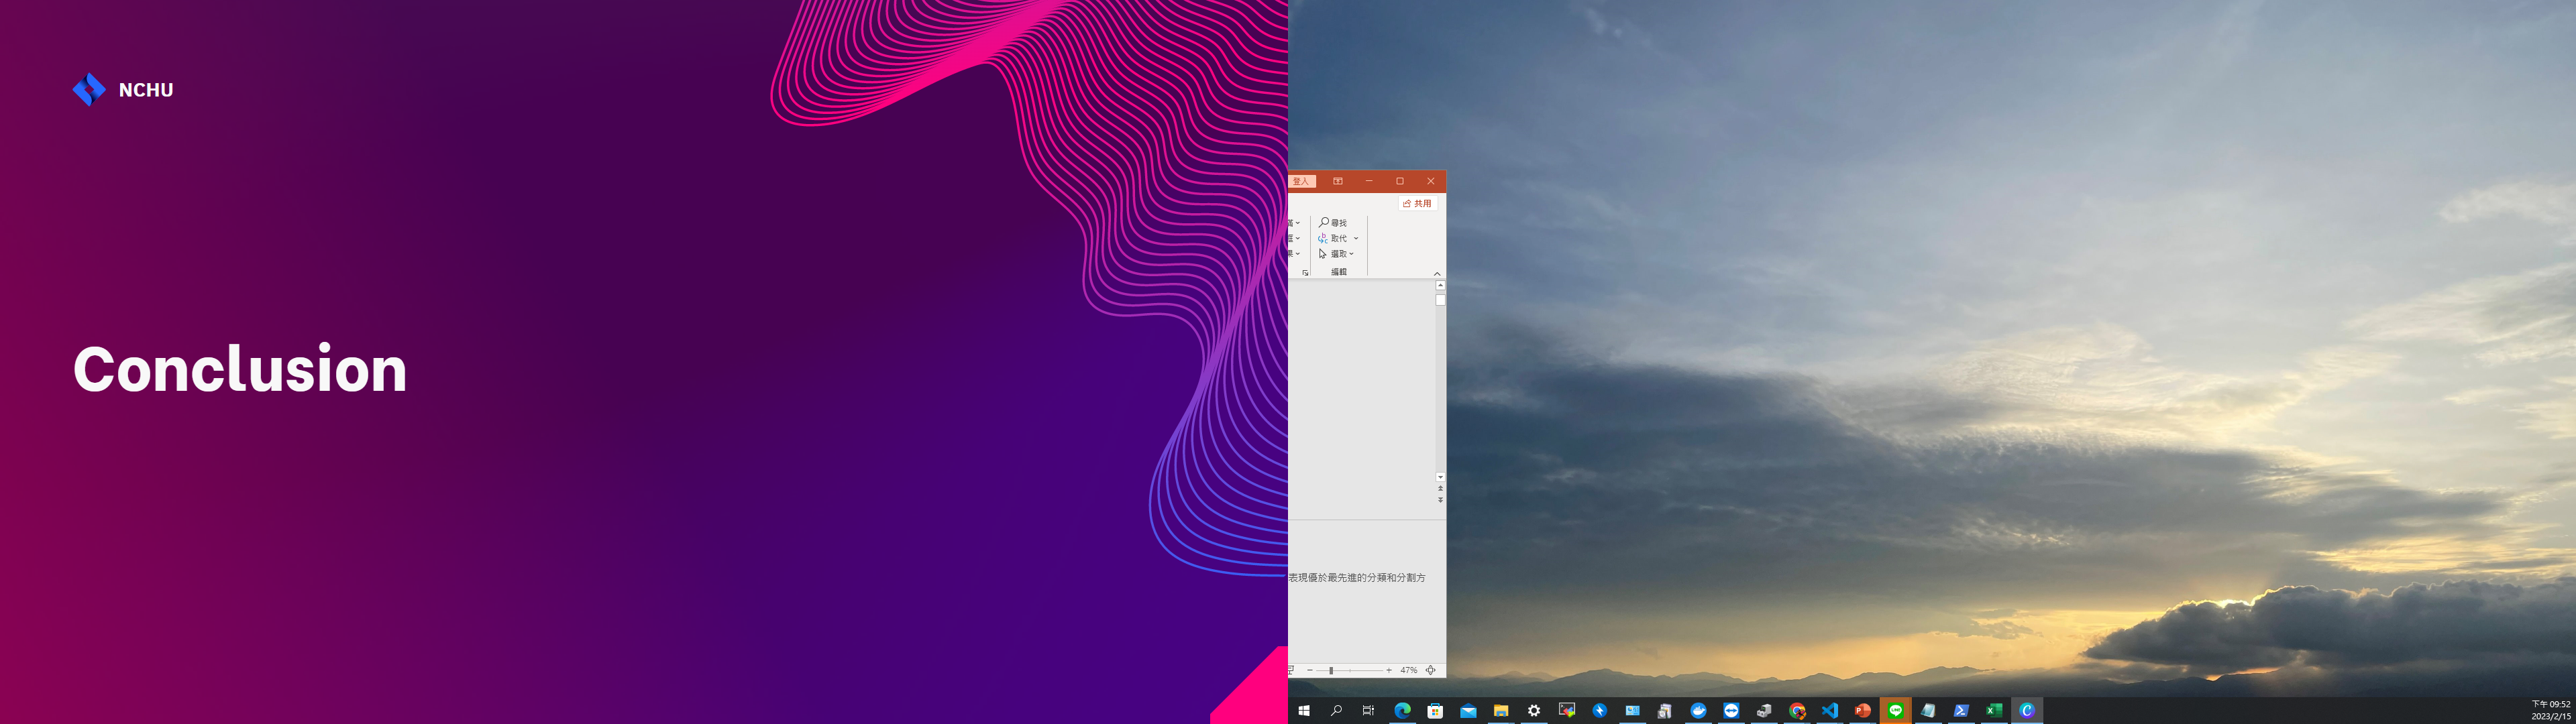 NCHU
Conclusion
登入
共用
尋找
取代
選取
編輯
表現優於最先進的分類和分割方
47%
下午 09:52
2023/2/13